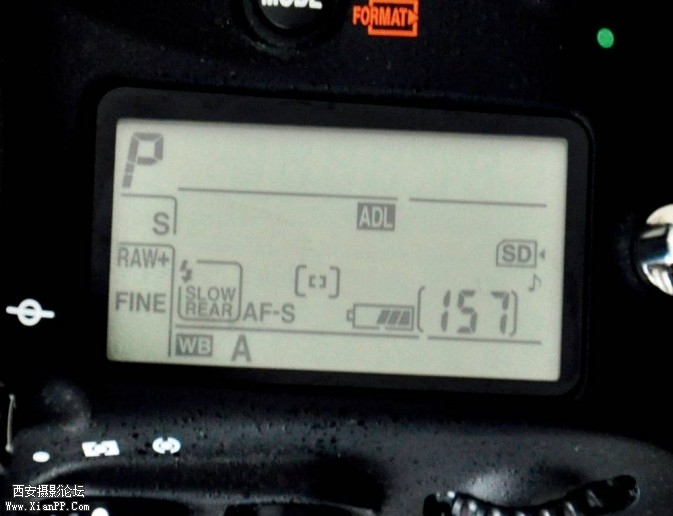 MODE
FORMAT
P
S
ADL
RAW+
SD
FINE
SLOW
REAR
AF-S
[157]
WB A
西安摄影论坛
Www.XianPP.Com